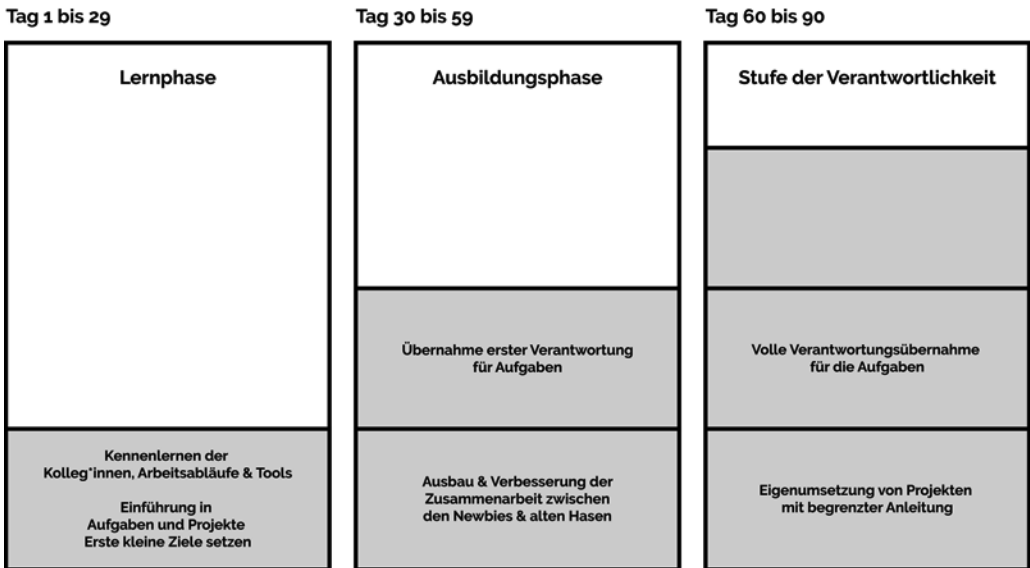 Tag 1 bis 29
Lernphase
Kennenlernen der
Kolleg*innen, Arbeitsabläufe & Tools
Einführung in
Aufgaben und Projekte
Erste kleine Ziele setzen
Tag 30 bis 59
Ausbildungsphase
Übernahme erster Verantwortung
für Aufgaben
Ausbau & Verbesserung der
Zusammenarbeit zwischen
den Newbies & alten Hasen
Tag 60 bis 90
Stufe der Verantwortlichkeit
Volle Verantwortungsübernahme
für die Aufgaben
Eigenumsetzung von Projekten
mit begrenzter Anleitung